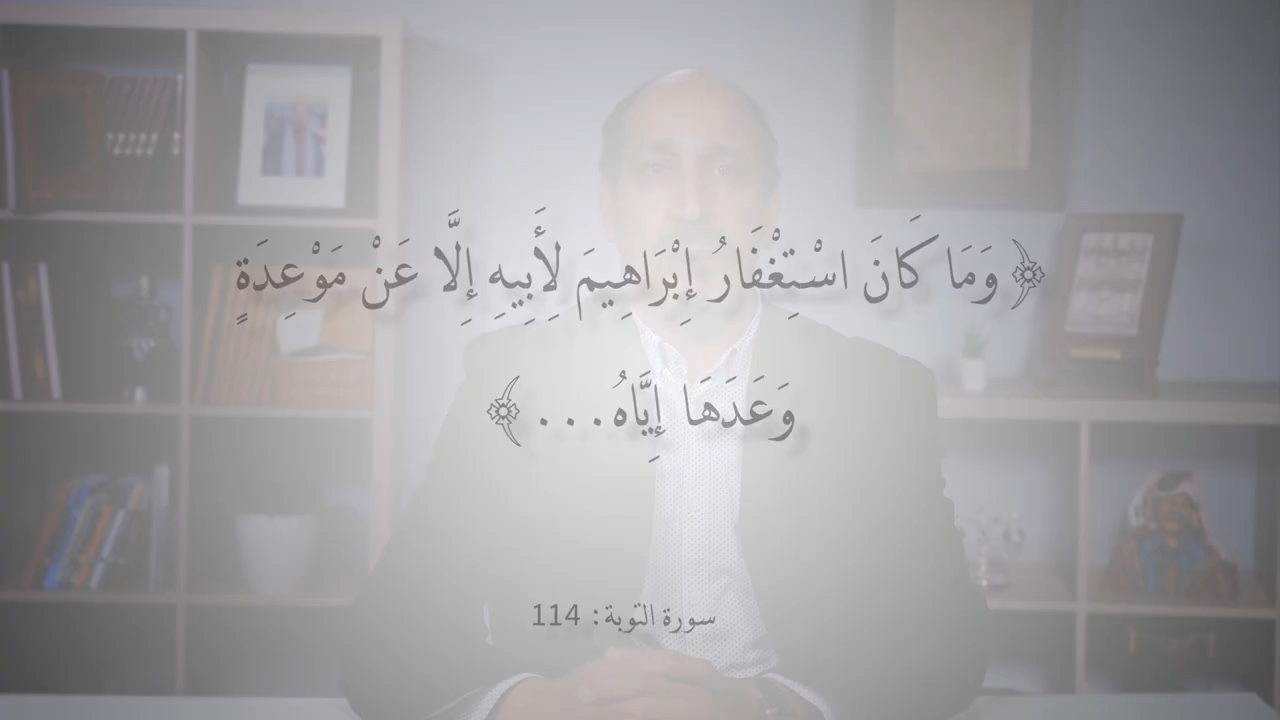 ﴿وَمَا كَانَ اسْتِغْفَارُ إِبْرَاهِيمَ لِأَبِيهِ إِلَّا عَنْ مَوْعِدَةٍ
وَعَدَهَا إِيَّاهُ... ﴾
سورة التوبة: 114